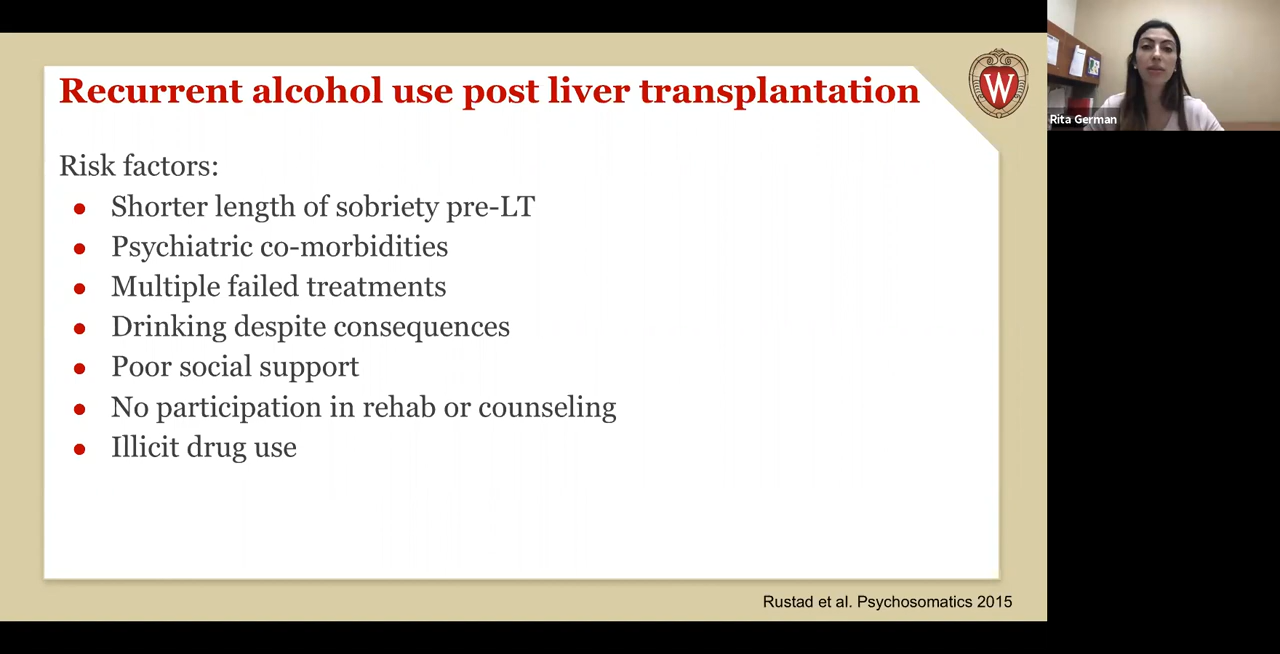 Recurrent alcohol use post liver transplantation
W
Rita German
Risk factors:
● Shorter length of sobriety pre-LT
● Psychiatric co-morbidities
● Multiple failed treatments
● Drinking despite consequences
● Poor social support
● No participation in rehab or counseling
● Illicit drug use
Rustad et al. Psychosomatics 2015